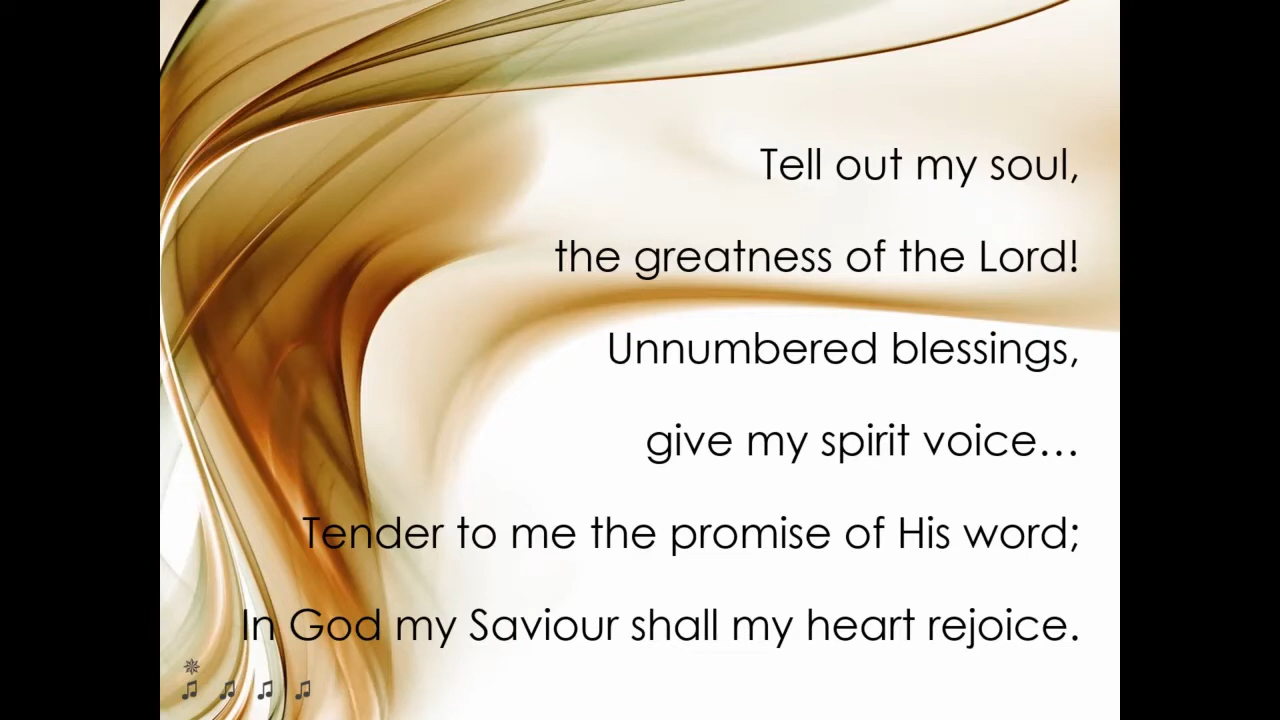 Tell out my soul,
the greatness of the Lord!
Unnumbered blessings,
give my spirit voice…
Tender to me the promise of His word;
In God my Saviour shall my heart rejoice.